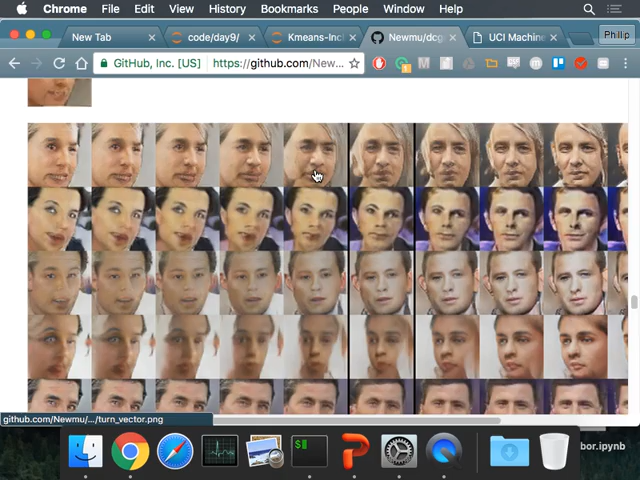 Chrome File Edit View History Bookmarks People Window Help
New Tab
code/day9/
Kmeans-Incl
Newmu/dcg
UCI Machine
Philip
GitHub, Inc. [US]
https://github.com/New...
github.com/Newmu/.../turn_vector.png
bor.ipynb